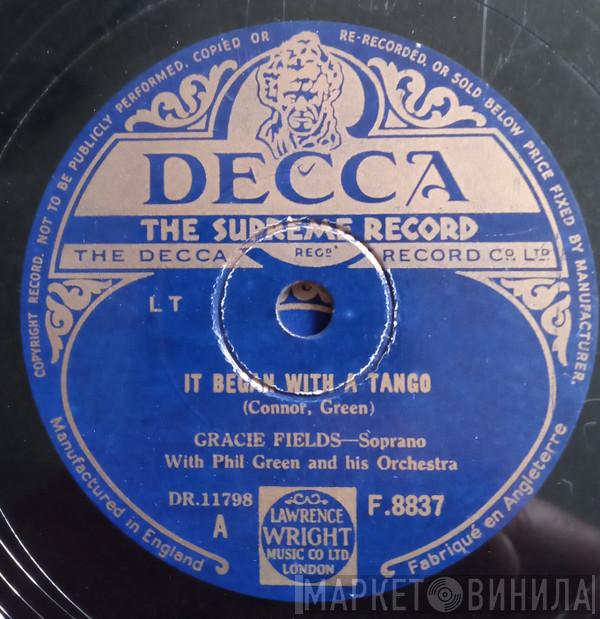 COPYRIGHT RECORD. NOT TO BE PUBLICLY PERFORMED, COPIED OR RE-RECORDED, OR SOLD BELOW PRICE FIXED BY MANUFACTURER.
DECCA
THE SUPREME RECORD
THE DECCA REGD. RECORD CO. LTD.
LT
IT BEGAN WITH A TANGO
(Connor, Green)
GRACIE FIELDS—Soprano
With Phil Green and his Orchestra
DR.11798
A
LAWRENCE
WRIGHT
MUSIC CO LTD
LONDON
F.8837
Manufactured in England
Fabriqué en Angleterre
МАРКЕТ ВИНИЛА